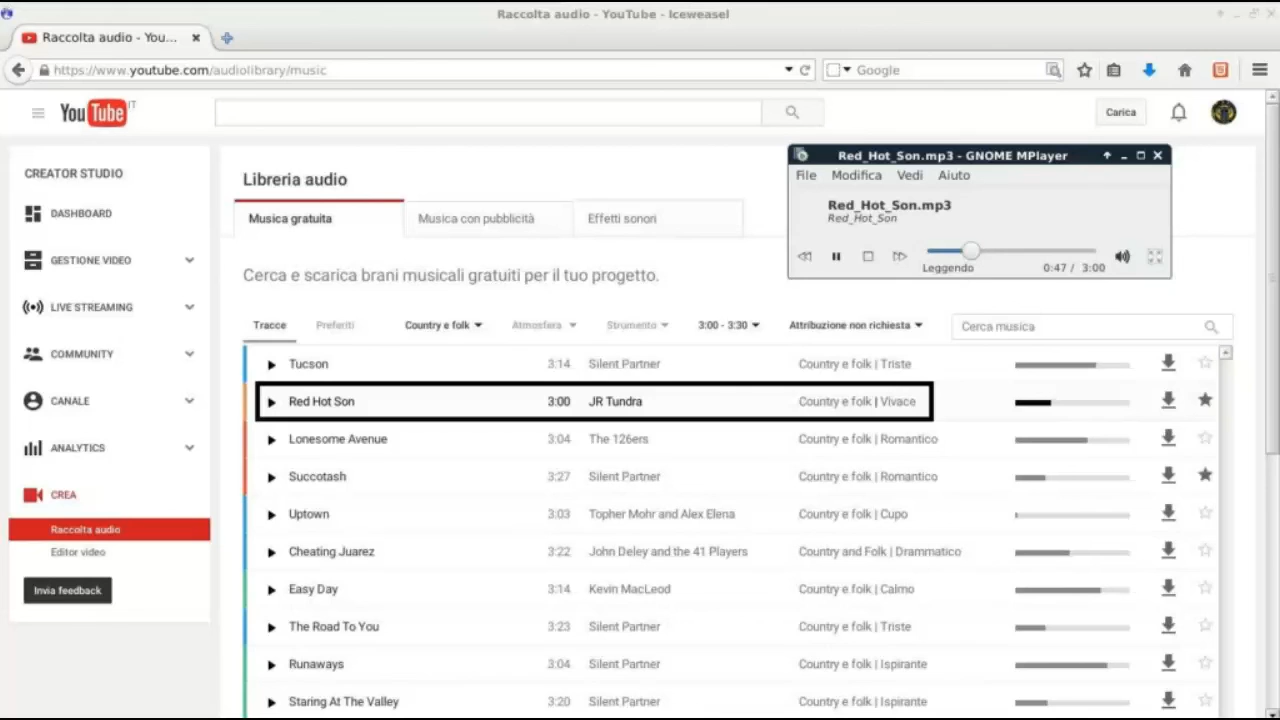 Raccolta audio - YouTube - Iceweasel
Raccolta audio - You...
https://www.youtube.com/audiolibrary/music
Google
YouTube IT
Carica
CREATOR STUDIO
DASHBOARD
GESTIONE VIDEO
LIVE STREAMING
COMMUNITY
CANALE
ANALYTICS
CREA
Raccolta audio
Editor video
Invia feedback
Libreria audio
Musica gratuita
Musica con pubblicità
Effetti sonori
Cerca e scarica brani musicali gratuiti per il tuo progetto.
Red_Hot_Son.mp3 - GNOME MPlayer
File Modifica Vedi Aiuto
Red_Hot_Son.mp3
Red_Hot_Son
Leggendo 0:47 / 3:00
Tracce Preferiti Country e folk Atmosfera Strumento 3:00 - 3:30 Attribuzione non richiesta Cerca musica
Tucson 3:14 Silent Partner Country e folk | Triste
Red Hot Son 3:00 JR Tundra Country e folk | Vivace
Lonesome Avenue 3:04 The 126ers Country e folk | Romantico
Succotash 3:27 Silent Partner Country e folk | Romantico
Uptown 3:03 Topher Mohr and Alex Elena Country e folk | Cupo
Cheating Juarez 3:22 John Deley and the 41 Players Country and Folk | Drammatico
Easy Day 3:14 Kevin MacLeod Country e folk | Calmo
The Road To You 3:23 Silent Partner Country e folk | Triste
Runaways 3:04 Silent Partner Country e folk | Ispirante
Staring At The Valley 3:20 Silent Partner Country e folk | Ispirante